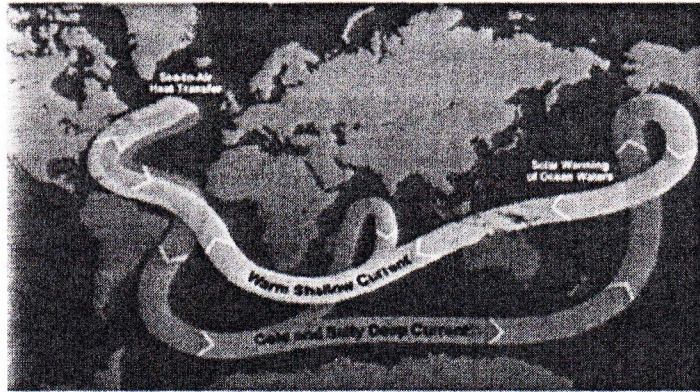 Sea-to-Air
Heat Transfer
Solar Warming
of Ocean Waters
Warm Shallow Current
Cold and Salty Deep Current